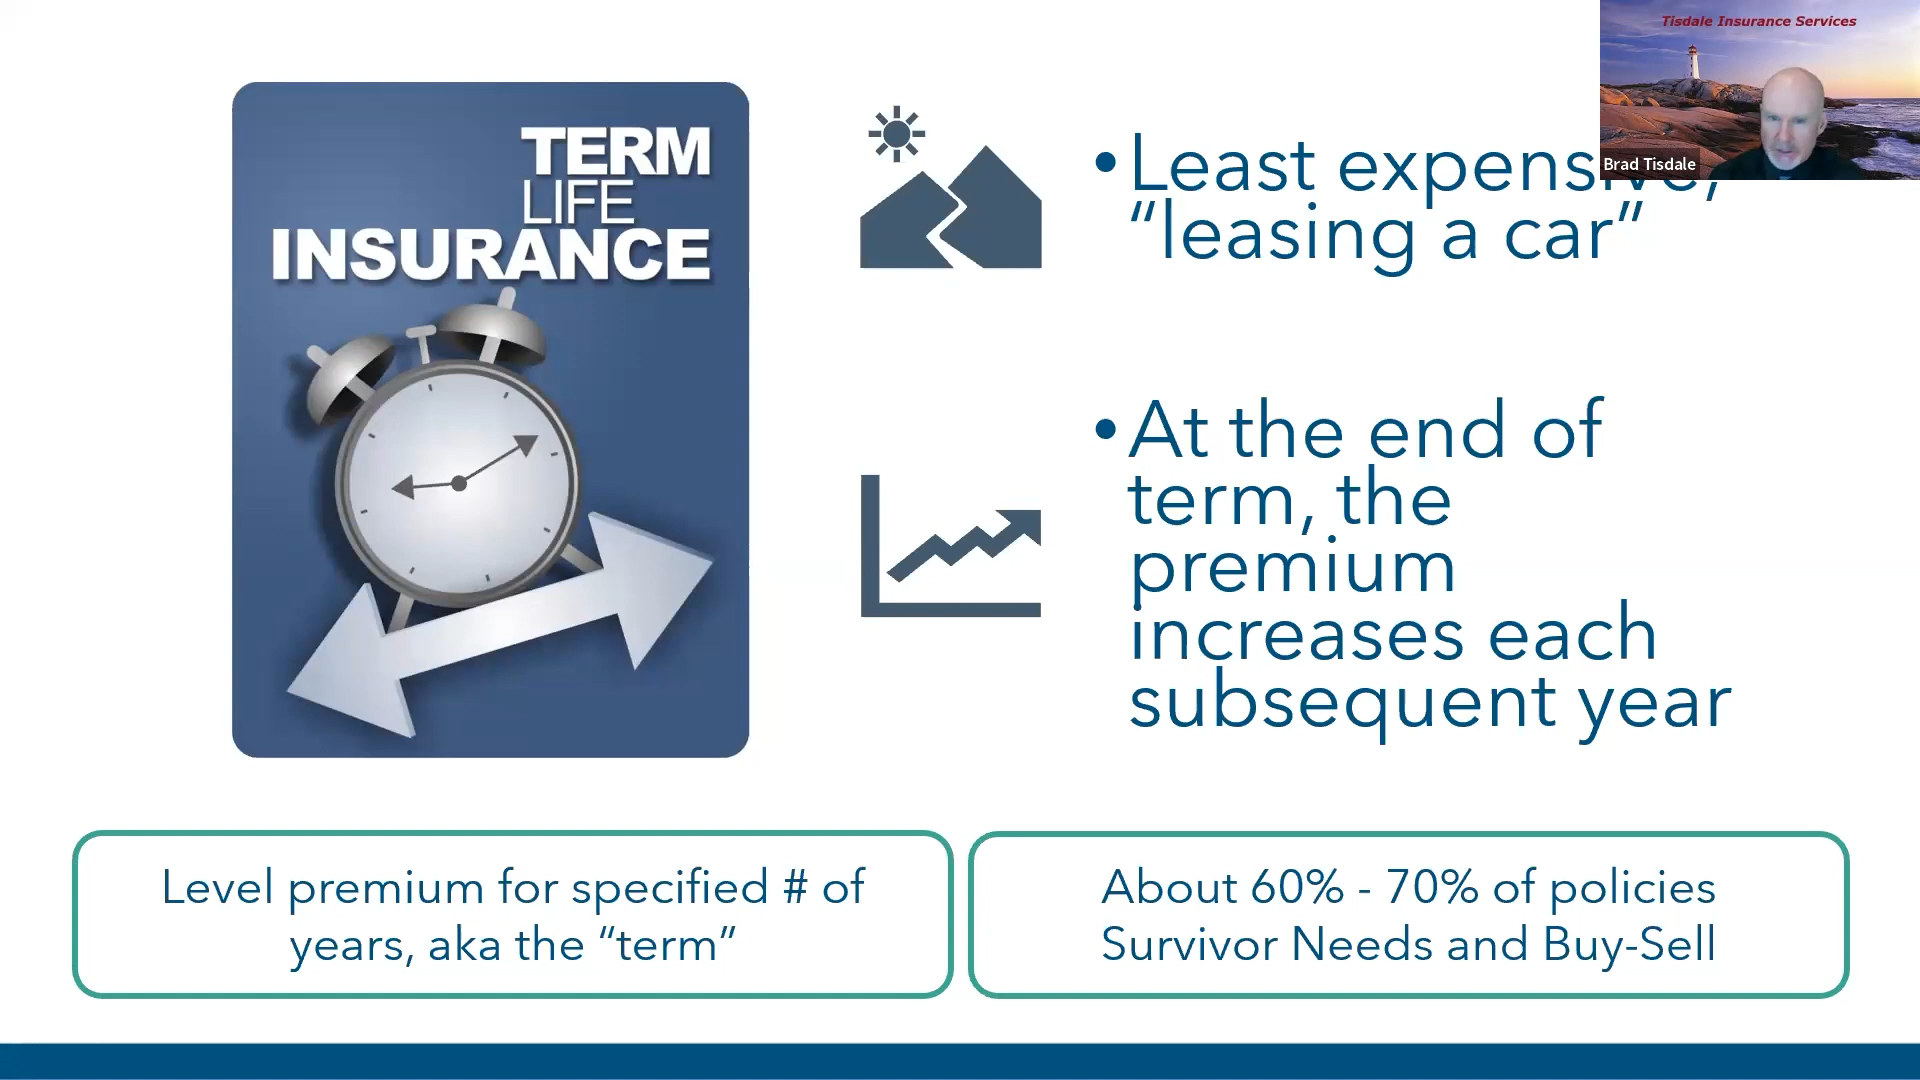 TERM
LIFE
INSURANCE
•Least expensive,
“leasing a car”
•At the end of
term, the
premium
increases each
subsequent year
Level premium for specified # of
years, aka the “term”
About 60% - 70% of policies
Survivor Needs and Buy-Sell
Tisdale Insurance Services
Brad Tisdale